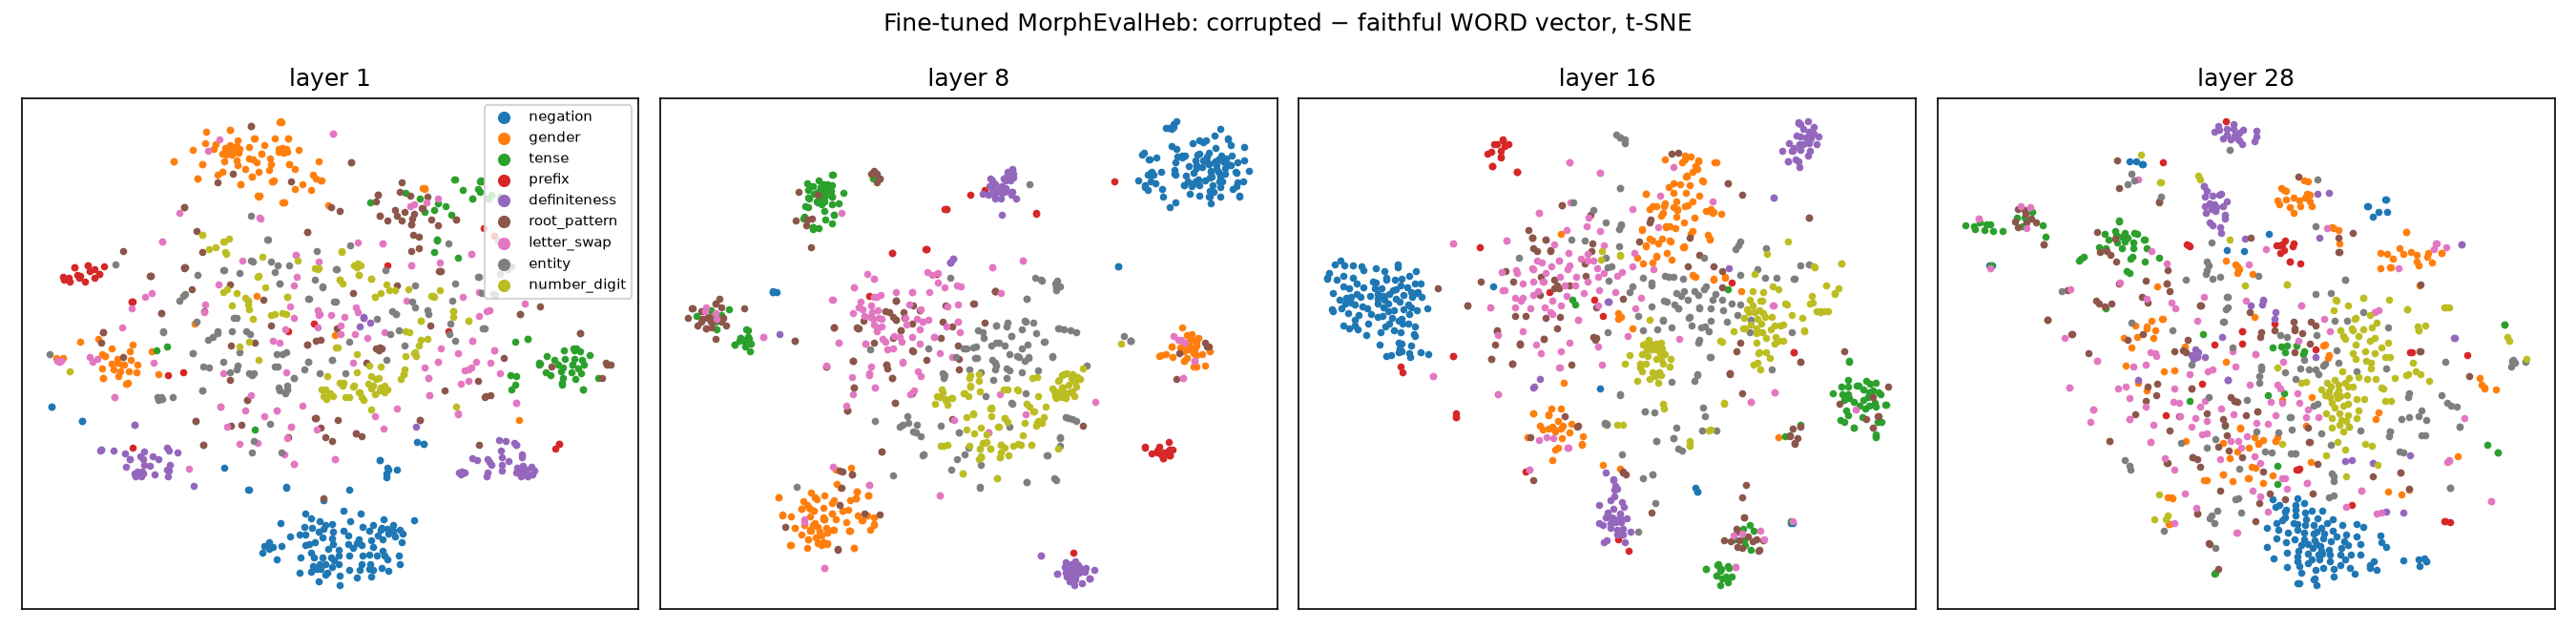 Fine-tuned MorphEvalHeb: corrupted − faithful WORD vector, t-SNE
layer 1
layer 8
layer 16
layer 28
negation
gender
tense
prefix
definiteness
root_pattern
letter_swap
entity
number_digit